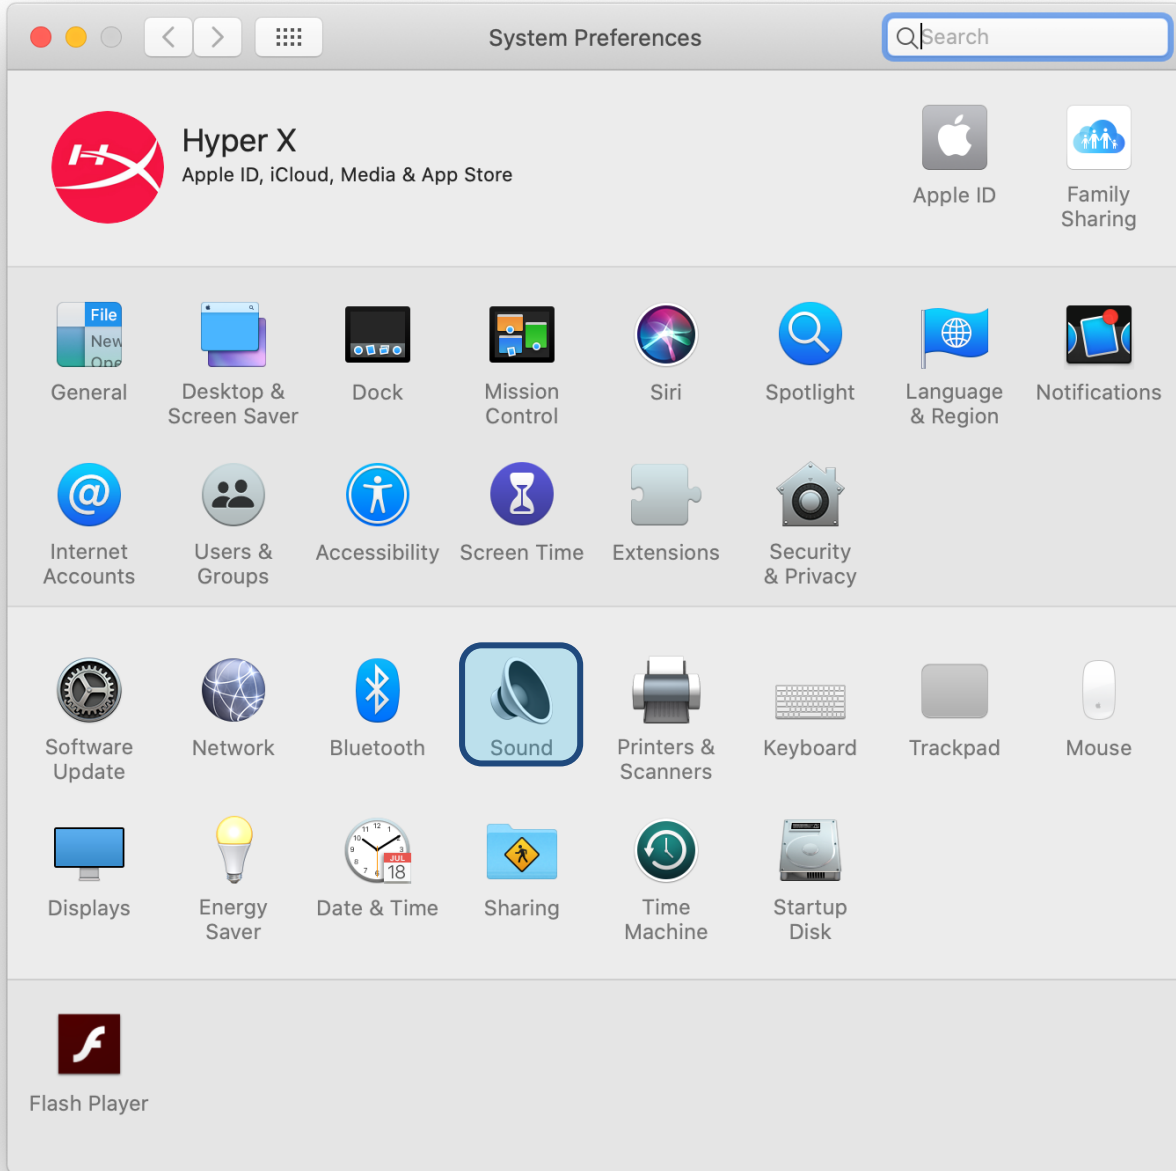 System Preferences
Search
HX
Hyper X
Apple ID, iCloud, Media & App Store
Apple ID
Family
Sharing
File
New
One
General
Desktop &
Screen Saver
Dock
Mission
Control
Siri
Spotlight
Language
& Region
Notifications
@
Internet
Accounts
Users &
Groups
Accessibility
Screen Time
Extensions
Security
& Privacy
Software
Update
Network
Bluetooth
Sound
Printers &
Scanners
Keyboard
Trackpad
Mouse
Displays
Energy
Saver
JUL
18
Date & Time
Sharing
Time
Machine
Startup
Disk
Flash Player